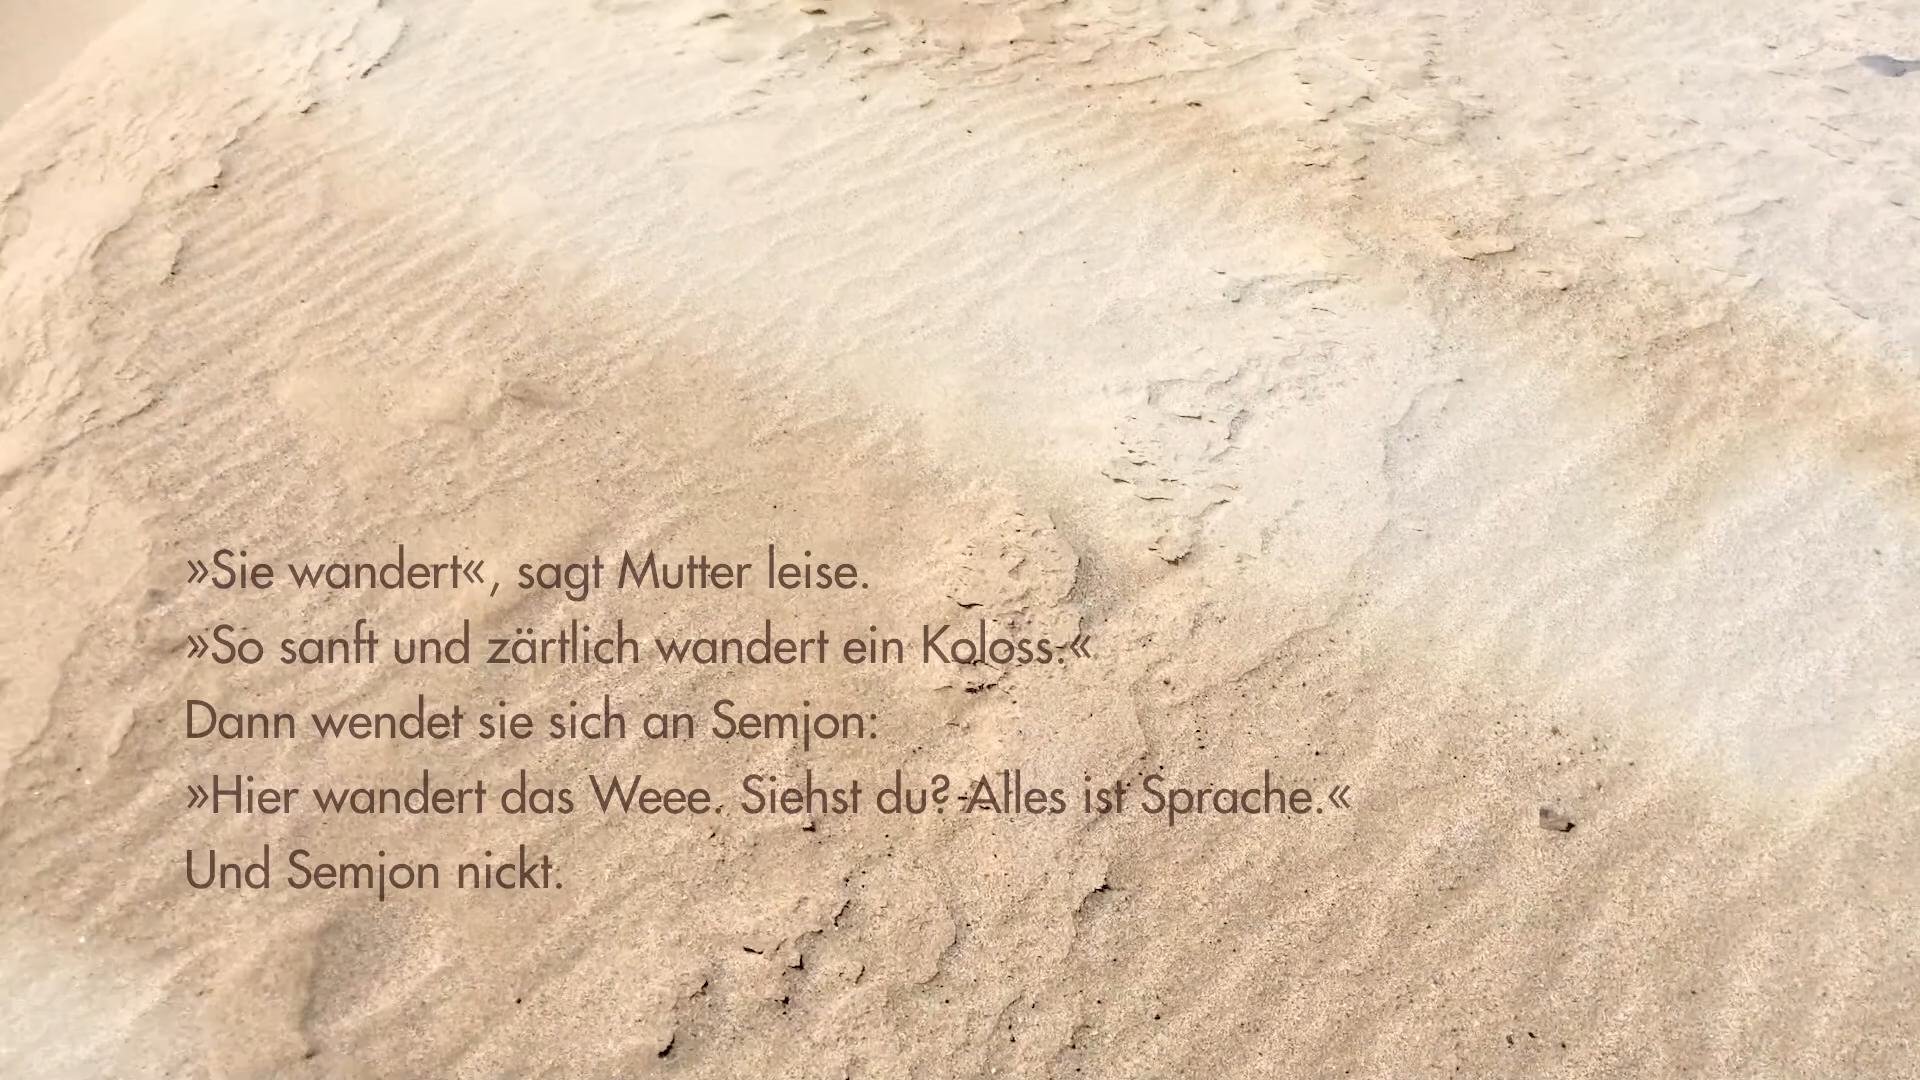 »Sie wandert«, sagt Mutter leise.
»So sanft und zärtlich wandert ein Koloss.«
Dann wendet sie sich an Semjon:
»Hier wandert das Weee. Siehst du? Alles ist Sprache.«
Und Semjon nickt.